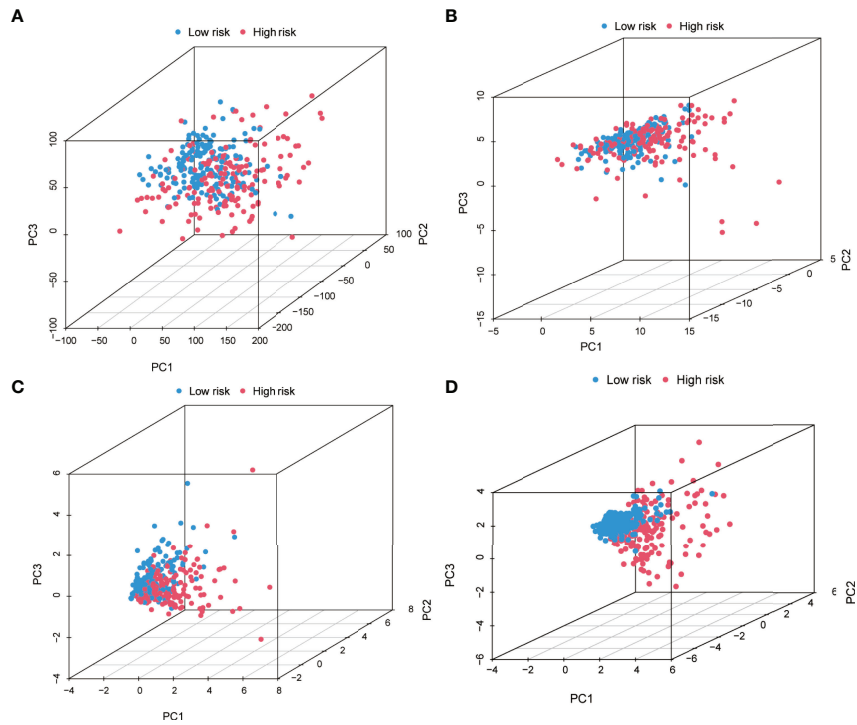 A
Low risk High risk
100
50
0
−50
−100
PC3
−100 −50 0 50 100 150 200
PC1
−200
−150
−100
−50
0
50
100
PC2
B
Low risk High risk
10
5
0
−5
−10
−15
PC3
−5 0 5 10 15
PC1
−15
−10
−5
0
5
PC2
C
Low risk High risk
6
4
2
0
−2
−4
PC3
−4 −2 0 2 4 6 8
PC1
−2
0
2
4
6
8
PC2
D
Low risk High risk
4
2
0
−2
−4
−6
PC3
−4 −2 0 2 4 6
PC1
−6
−4
−2
0
2
4
6
PC2